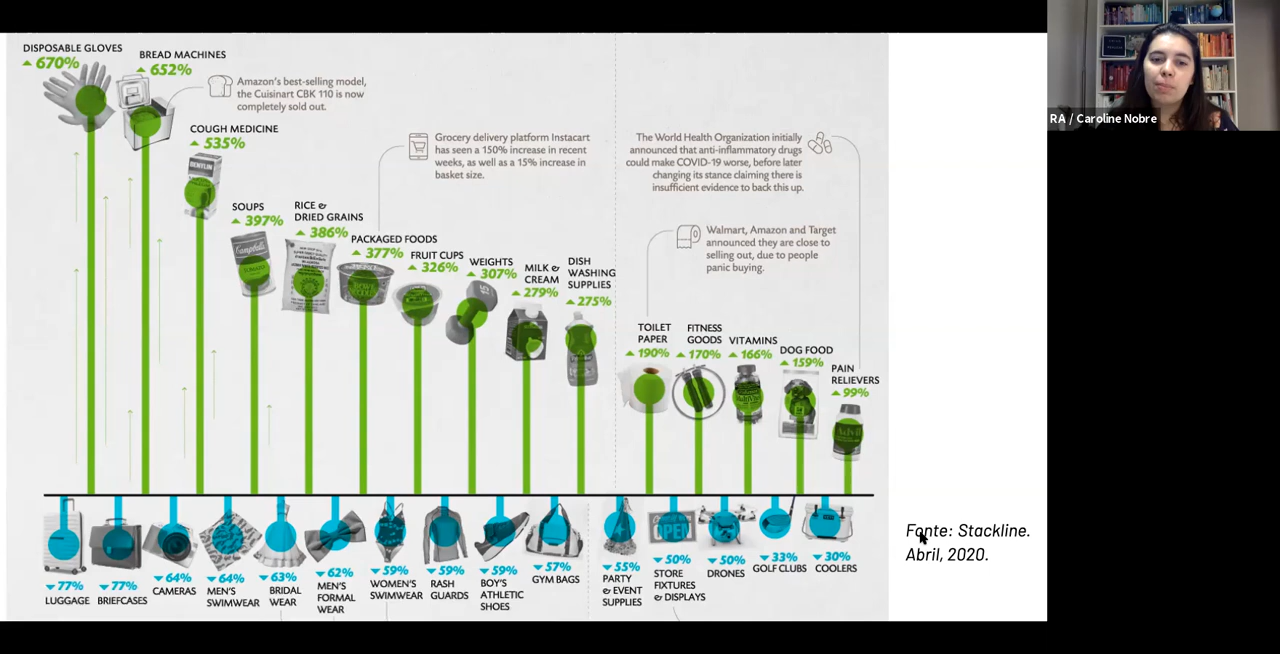 DISPOSABLE GLOVES
670%
BREAD MACHINES
652%
Amazon's best-selling model,
the Cuisinart CBK 110 is now
completely sold out.
COUGH MEDICINE
535%
Grocery delivery platform Instacart
has seen a 150% increase in recent
weeks, as well as a 15% increase in
basket size.
The World Health Organization initially
announced that anti-inflammatory drugs
could make COVID-19 worse, before later
changing its stance claiming there is
insufficient evidence to back this up.
SOUPS
397%
RICE &
DRIED GRAINS
386%
PACKAGED FOODS
377%
FRUIT CUPS
326%
WEIGHTS
307%
MILK &
CREAM
279%
DISH
WASHING
SUPPLIES
275%
Walmart, Amazon and Target
announced they are close to
selling out, due to people
panic buying.
TOILET
PAPER
190%
FITNESS
GOODS
170%
VITAMINS
166%
DOG FOOD
159%
PAIN
RELIEVERS
99%
Campbell's
Advil
15
OPEN
77%
LUGGAGE
77%
BRIEFCASES
64%
CAMERAS
64%
MEN'S
SWIMWEAR
63%
BRIDAL
WEAR
62%
MEN'S
FORMAL
WEAR
59%
WOMEN'S
SWIMWEAR
59%
RASH
GUARDS
59%
BOY'S
ATHLETIC
SHOES
57%
GYM BAGS
55%
PARTY
& EVENT
SUPPLIES
50%
STORE
FIXTURES
& DISPLAYS
50%
DRONES
33%
GOLF CLUBS
30%
COOLERS
Fonte: Stackline.
Abril, 2020.
RA / Caroline Nobre